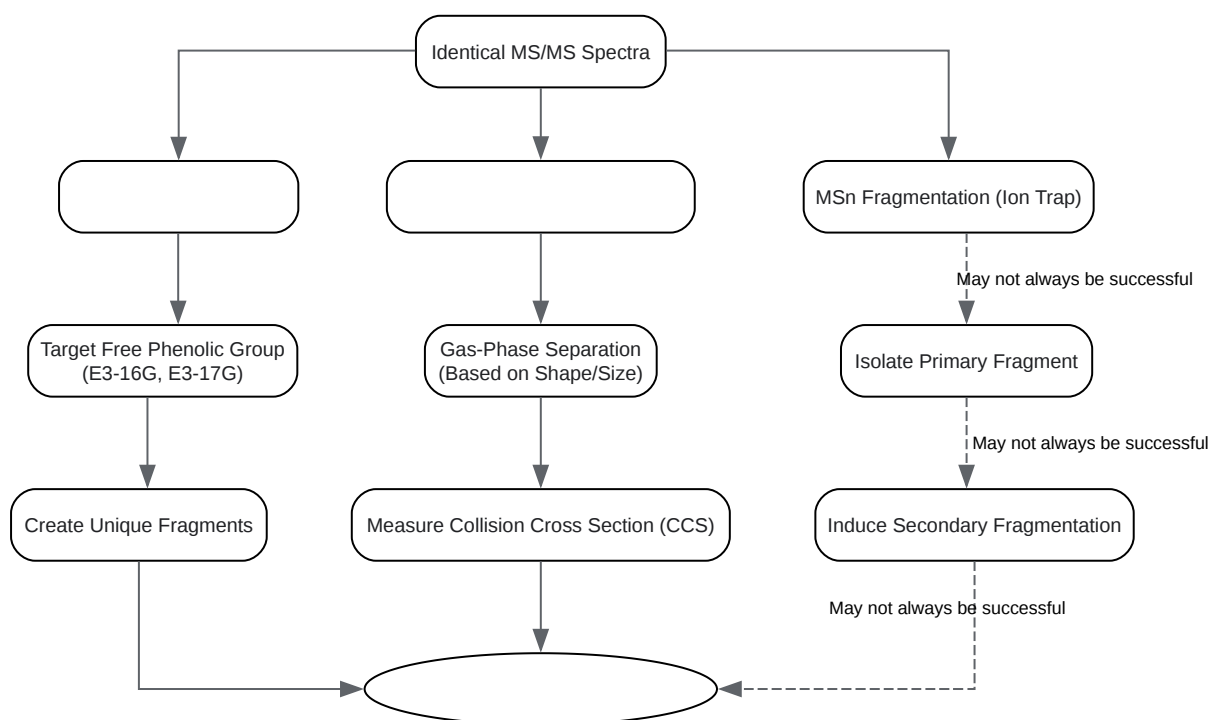 Identical MS/MS Spectra
MSn Fragmentation (Ion Trap)
May not always be successful
Target Free Phenolic Group
(E3-16G, E3-17G)
Gas-Phase Separation
(Based on Shape/Size)
Isolate Primary Fragment
May not always be successful
Create Unique Fragments
Measure Collision Cross Section (CCS)
Induce Secondary Fragmentation
May not always be successful